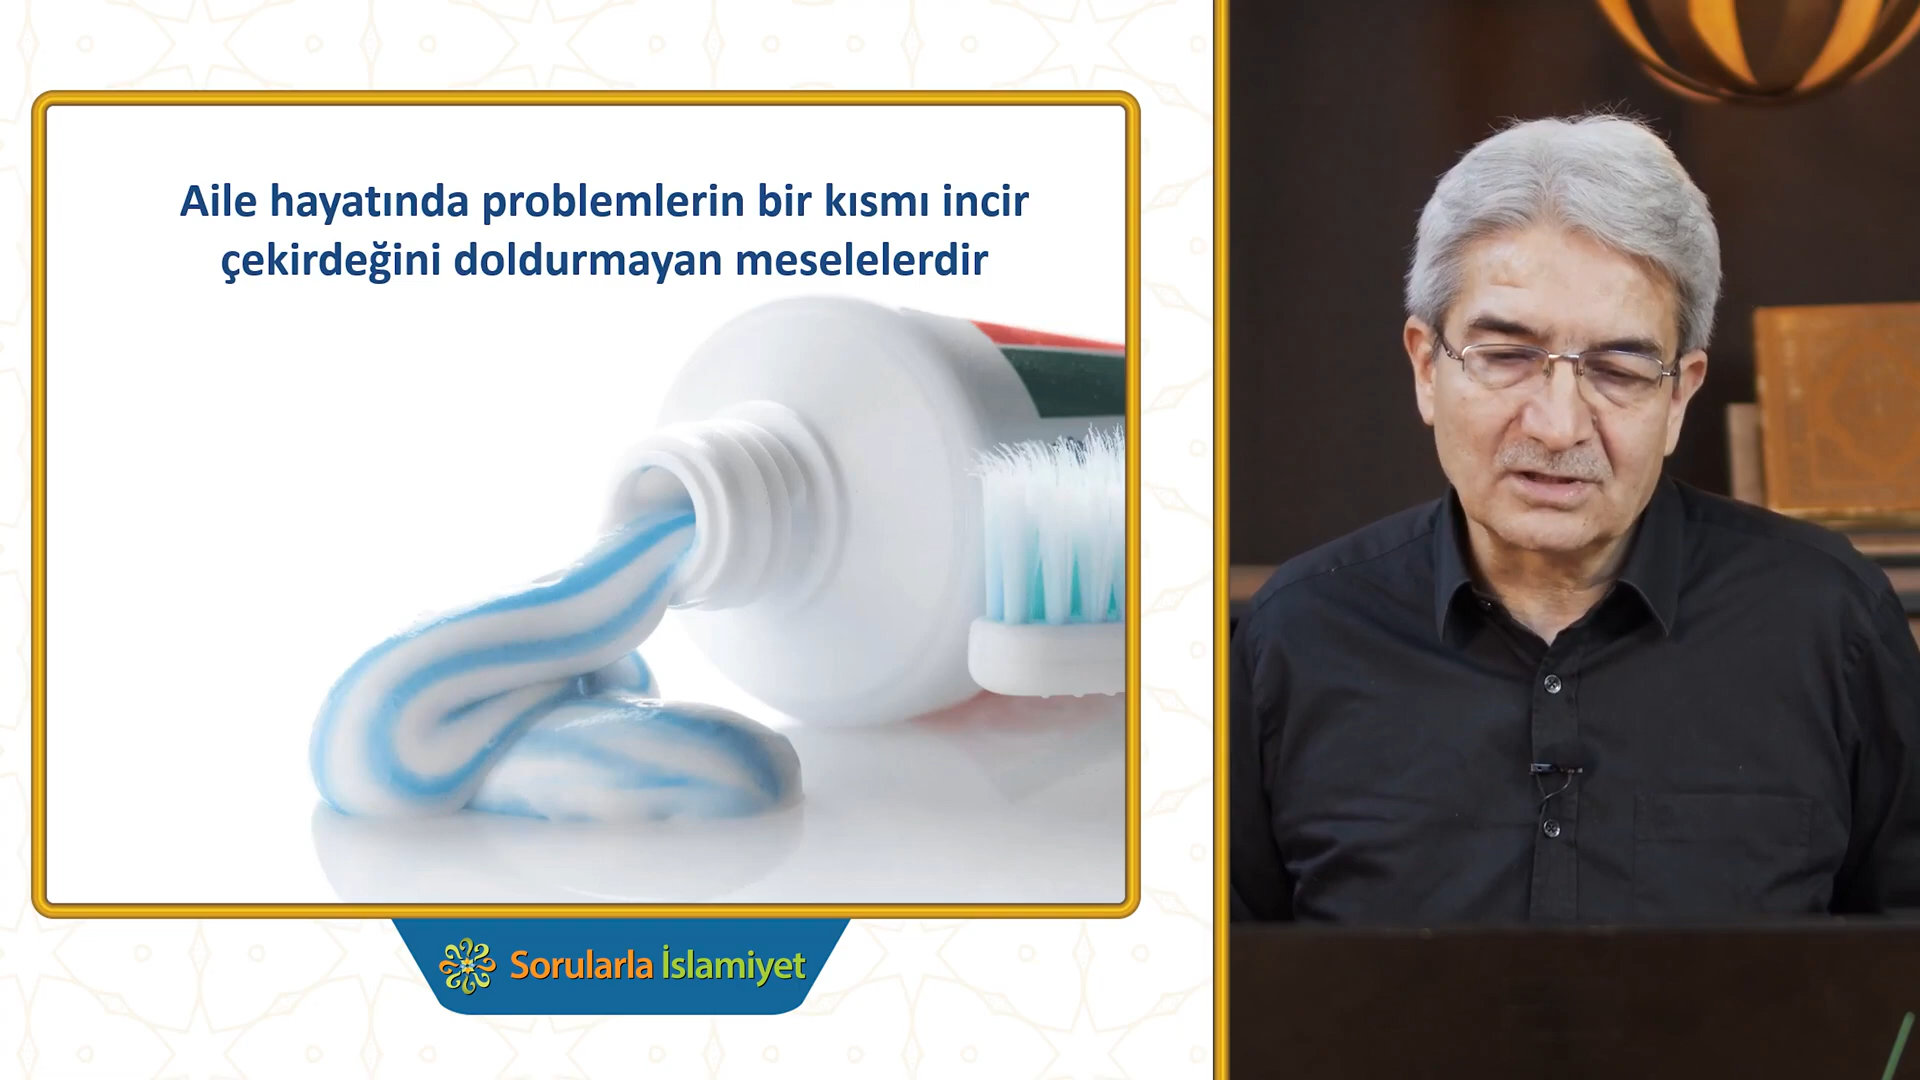 Aile hayatında problemlerin bir kısmı incir
çekirdeğini doldurmayan meselelerdir
Sorularla İslamiyet